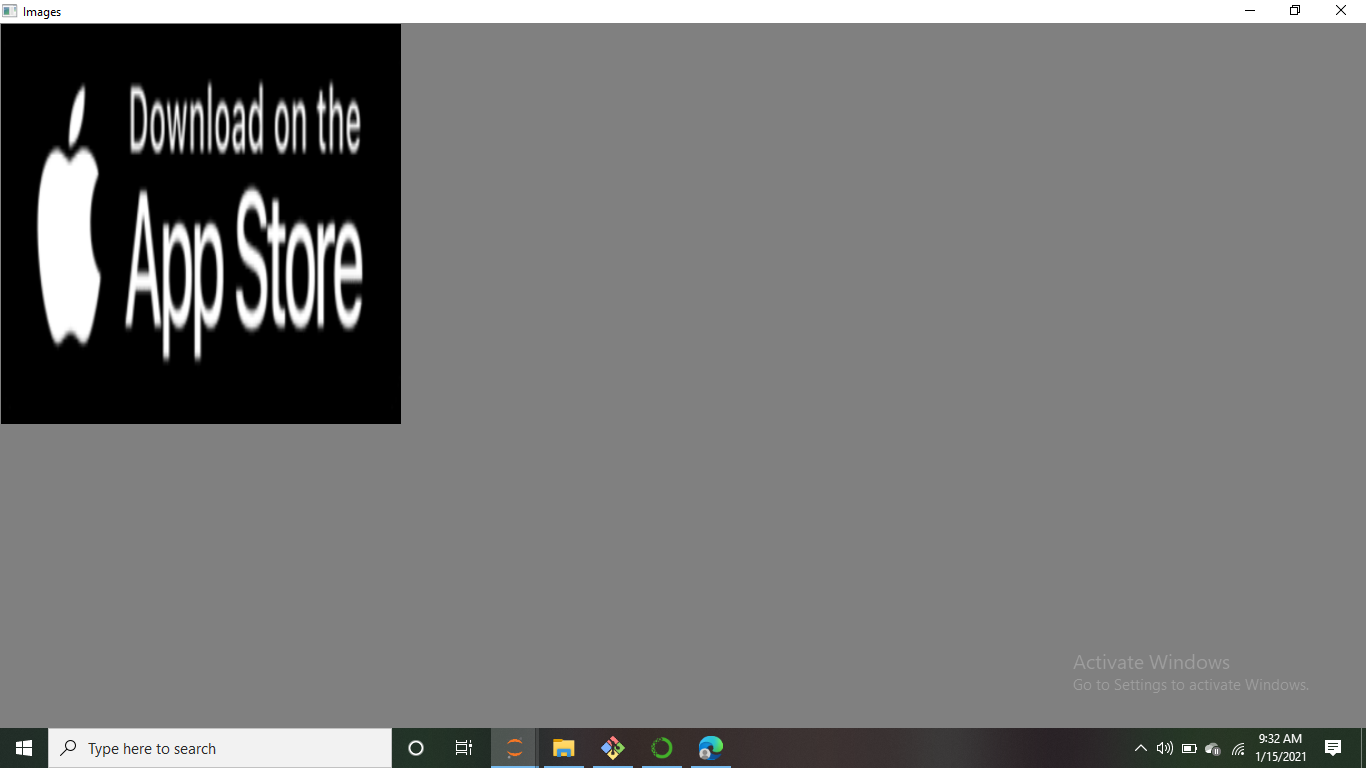 Images
Download on the
App Store
Activate Windows
Go to Settings to activate Windows.
Type here to search
9:32 AM
1/15/2021